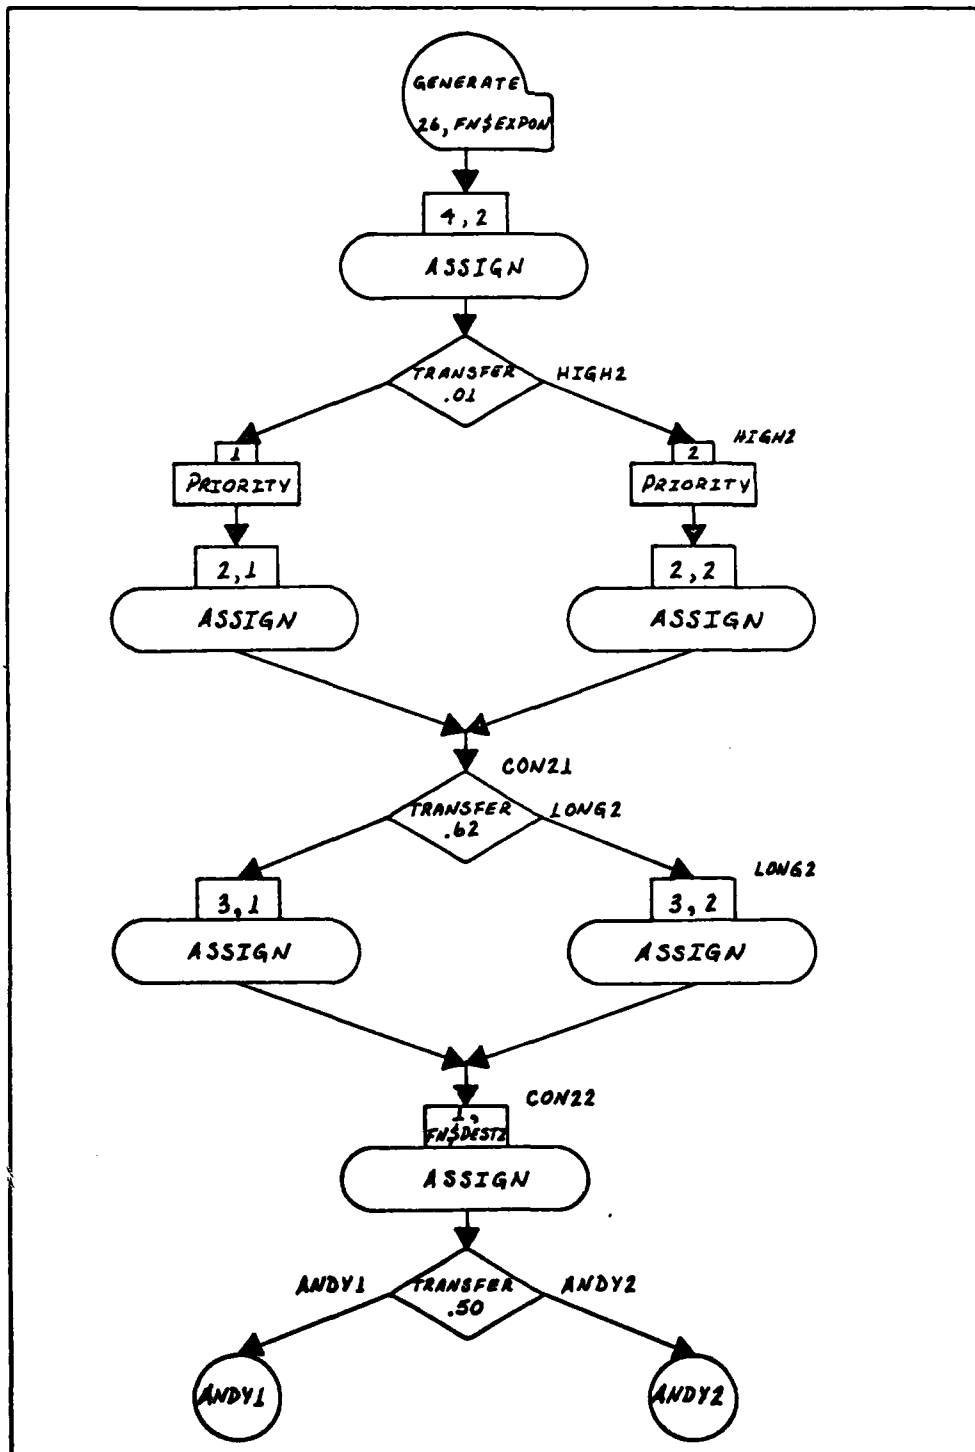 GENERATE
26, FN$EXPON
4, 2
ASSIGN
TRANSFER
.01
HIGH2
1
PRIORITY
HIGH2
2
PRIORITY
2, 1
ASSIGN
2, 2
ASSIGN
CON21
TRANSFER
.62
LONG2
LONG2
3, 1
ASSIGN
3, 2
ASSIGN
CON22
1,
FN$DEST2
ASSIGN
ANDY1
TRANSFER
.50
ANDY2
ANDY1
ANDY2